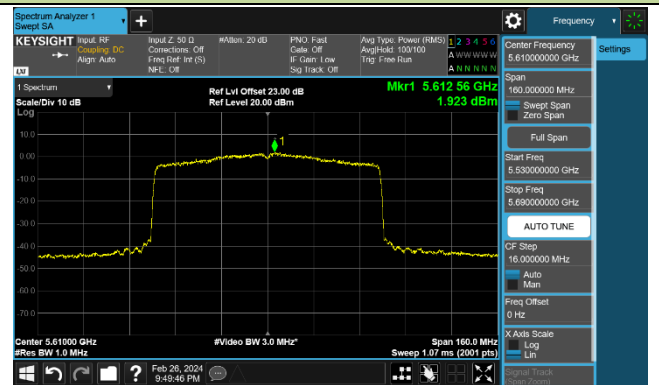 Spectrum Analyzer 1
Swept SA
+
Frequency
KEYSIGHT
Input: RF
Coupling: DC
Align: Auto
Input Z: 50 Ω
Corrections: Off
Freq Ref: Int (S)
NFE: Off
#Atten: 20 dB
PNO: Fast
Gate: Off
IF Gain: Low
Sig Track: Off
Avg Type: Power (RMS)
Avg|Hold: 100/100
Trig: Free Run
1 2 3 4 5 6
A W W W W W
A N N N N N
LXI
1 Spectrum
Scale/Div 10 dB
Log
Ref Lvl Offset 23.00 dB
Ref Level 20.00 dBm
Mkr1 5.612 56 GHz
1.923 dBm
1
10.0
0.00
-10.0
-20.0
-30.0
-40.0
-50.0
-60.0
-70.0
Center 5.61000 GHz
#Res BW 1.0 MHz
#Video BW 3.0 MHz*
Span 160.0 MHz
Sweep 1.07 ms (2001 pts)
?
Feb 26, 2024
9:49:46 PM
Center Frequency
5.610000000 GHz
Settings
Span
160.000000 MHz
Swept Span
Zero Span
Full Span
Start Freq
5.530000000 GHz
Stop Freq
5.690000000 GHz
AUTO TUNE
CF Step
16.000000 MHz
Auto
Man
Freq Offset
0 Hz
X Axis Scale
Log
Lin
Signal Track
(Span Zoom)